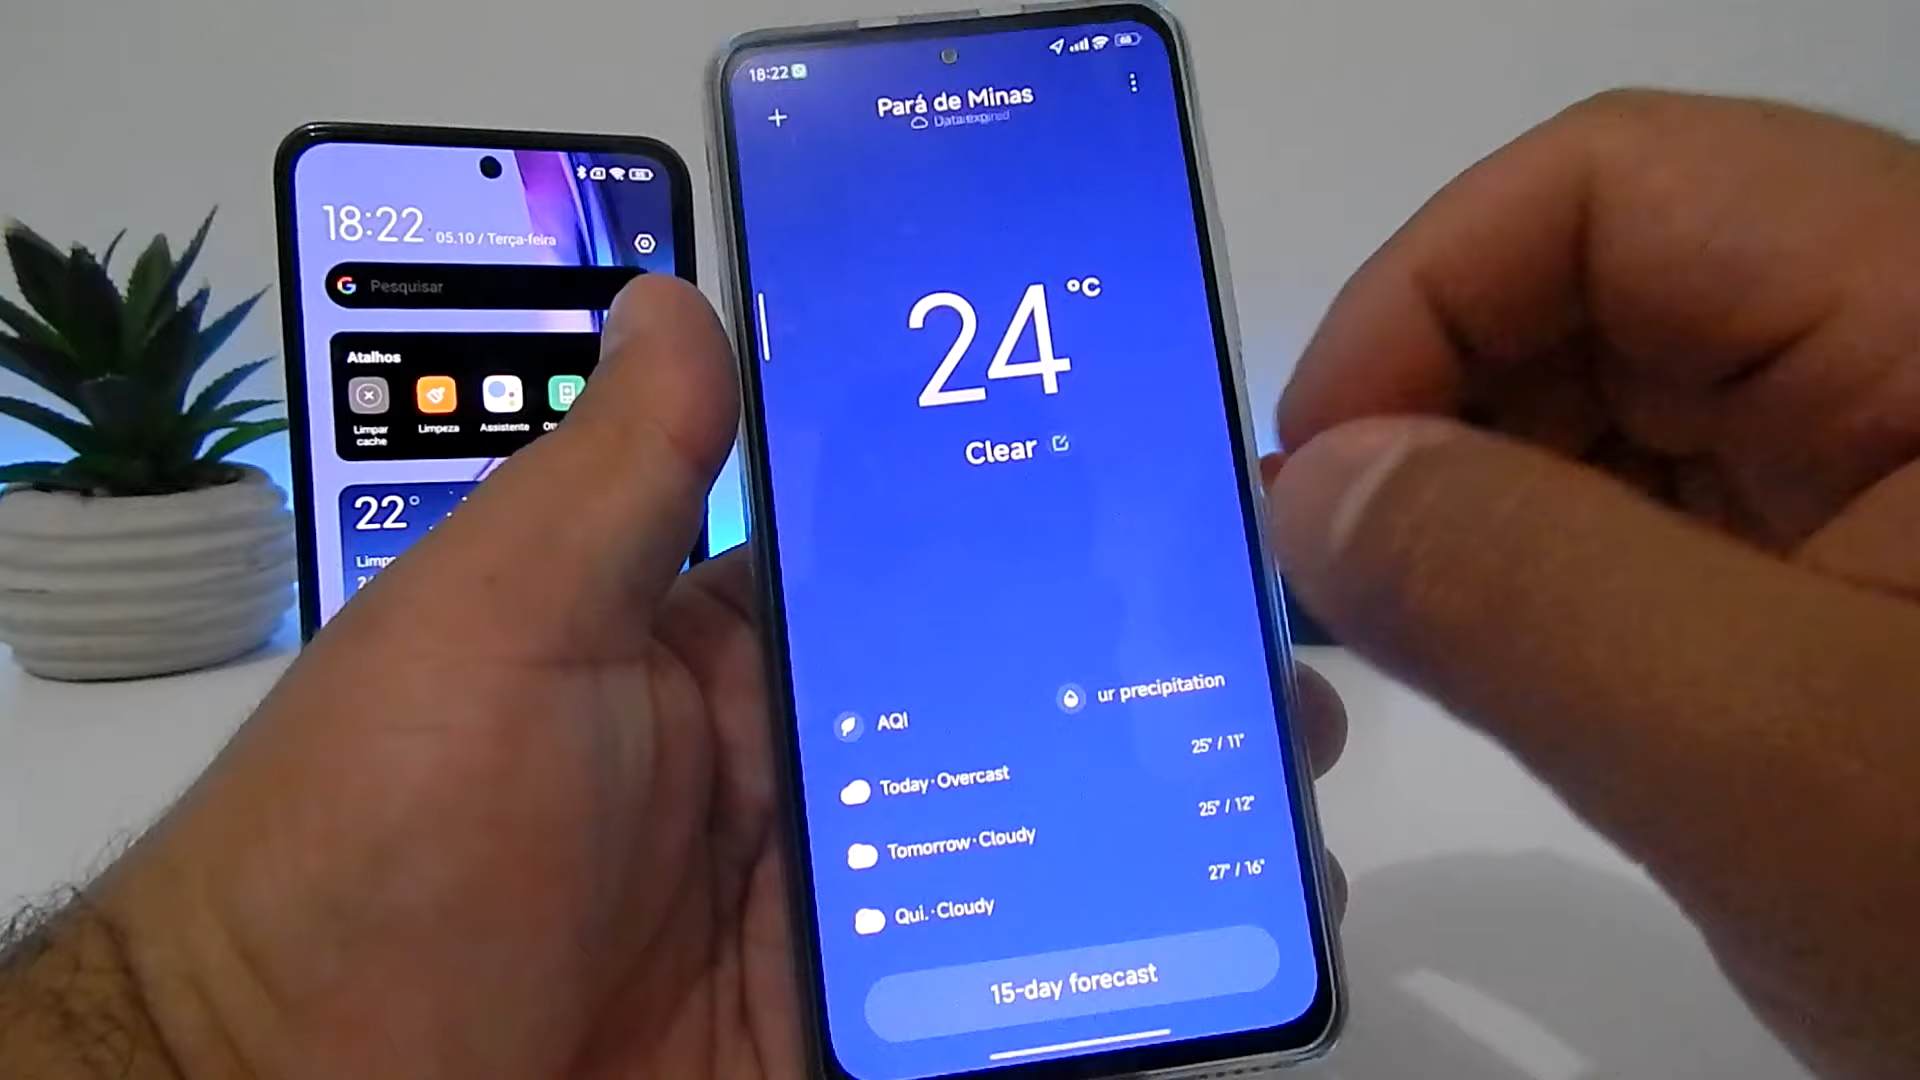 18:22
05.10 / Terça-feira
Pesquisar
Atalhos
Limpar
cache
Limpeza
Assistente
22°
18:22
68
+
Pará de Minas
Data expired
24 °C
Clear
AQI
ur precipitation
Today·Overcast 25° / 11°
Tomorrow·Cloudy 25° / 12°
Qui.·Cloudy 27° / 16°
15-day forecast